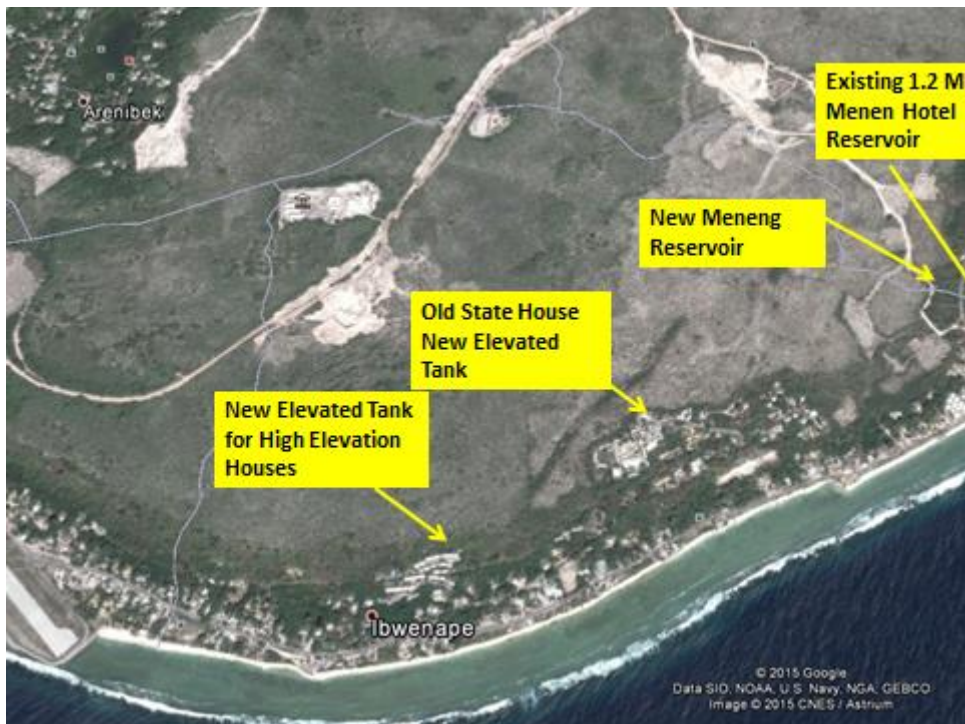 Arenibek
Existing 1.2 M
Menen Hotel
Reservoir
New Meneng
Reservoir
Old State House
New Elevated
Tank
New Elevated Tank
for High Elevation
Houses
Ibwenape
© 2015 Google
Data SIO, NOAA, U.S. Navy, NGA, GEBCO
Image © 2015 CNES / Astrium